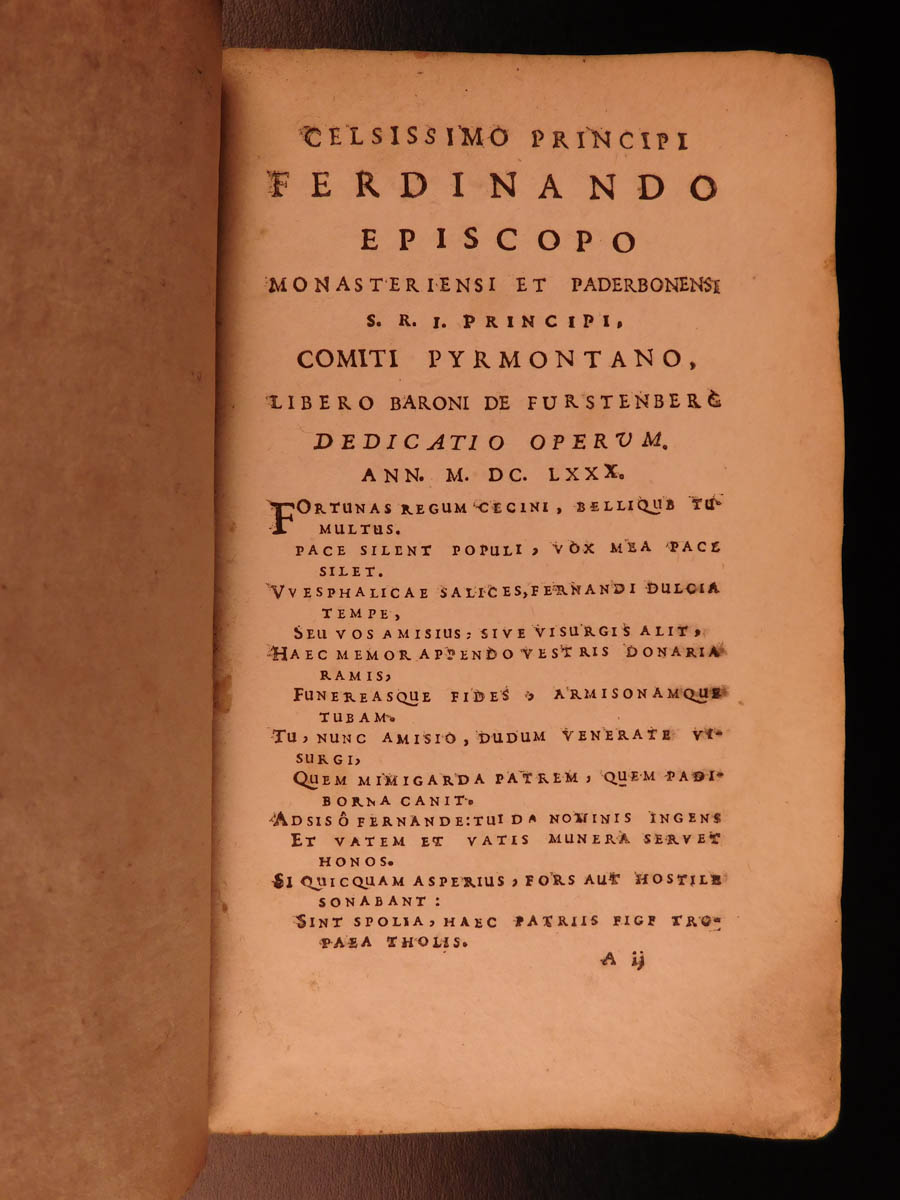 CELSISSIMO PRINCIPI
FERDINANDO
EPISCOPO
MONASTERIENSI ET PADERBONENSI
S. R. I. PRINCIPI,
COMITI PYRMONTANO,
LIBERO BARONI DE FURSTENBERG
DEDICATIO OPERVM.
ANN. M. DC. LXXX.
FORTUNAS REGUM CECINI, BELLIQUE TU-
MULTUS.
PACE SILENT POPULI, VOX MEA PACE
SILET.
VVESPHALICAE SALICES, FERNANDI DULCIA
TEMPE,
SEU VOS AMISIUS, SIVE VISURGIS ALIT,
HAEC MEMOR APPENDO VESTRIS DONARIA
RAMIS,
FUNEREASQUE FIDES, ARMISONAMQUE
TUBAM.
TU, NUNC AMISIO, DUDUM VENERATE VI-
SURGI,
QUEM MIMIGARDA PATREM, QUEM PADI-
BORNA CANIT.
ADSIS Ô FERNANDE: TUI DA NOMINIS INGENS
ET VATEM ET VATIS MUNERA SERVET
HONOS.
SI QUICQUAM ASPERIUS, FORS AUT HOSTILE
SONABANT:
SINT SPOLIA, HAEC PATRIIS FIGE TRO-
PAEA THOLIS.
A ij